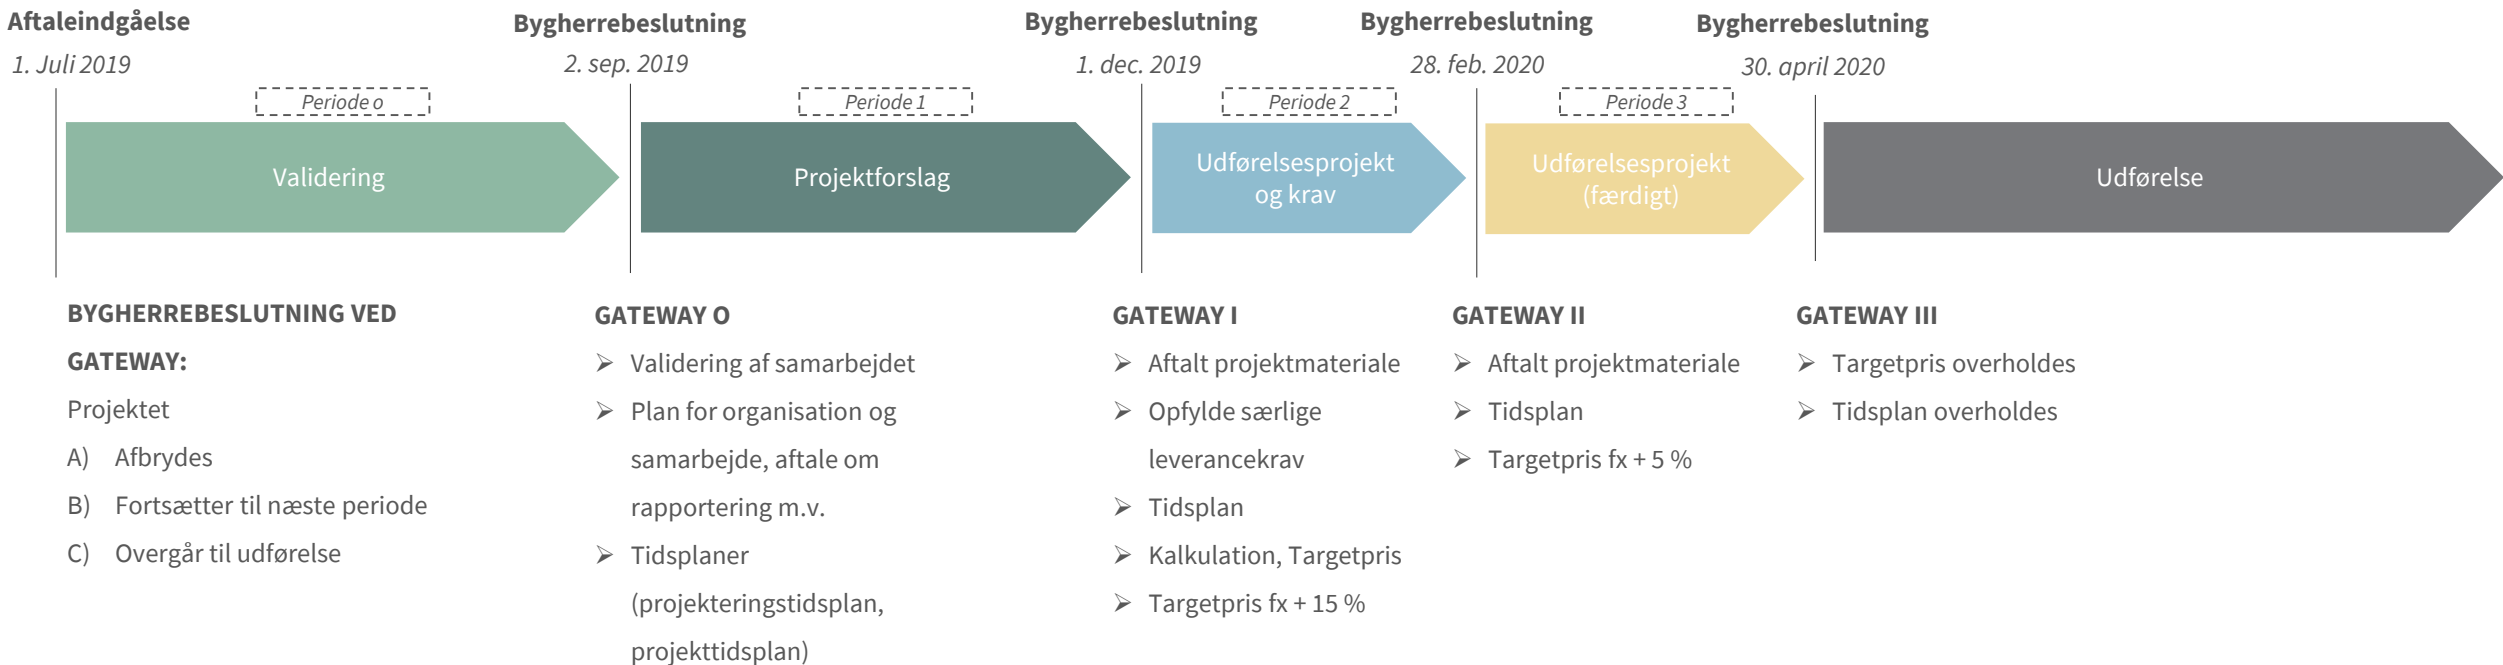 Aftaleindgåelse
1. Juli 2019
Bygherrebeslutning
2. sep. 2019
Bygherrebeslutning
1. dec. 2019
Bygherrebeslutning
28. feb. 2020
Bygherrebeslutning
30. april 2020
Periode 0
Periode 1
Periode 2
Periode 3
Validering
Projektforslag
Udførelsesprojekt
og krav
Udførelsesprojekt
(færdigt)
Udførelse
BYGHERREBESLUTNING VED
GATEWAY:
Projektet
A) Afbrydes
B) Fortsætter til næste periode
C) Overgår til udførelse
GATEWAY O
➢ Validering af samarbejdet
➢ Plan for organisation og
samarbejde, aftale om
rapportering m.v.
➢ Tidsplaner
(projekteringstidsplan,
projekttidsplan)
GATEWAY I
➢ Aftalt projektmateriale
➢ Opfylde særlige
leverancekrav
➢ Tidsplan
➢ Kalkulation, Targetpris
➢ Targetpris fx + 15 %
GATEWAY II
➢ Aftalt projektmateriale
➢ Tidsplan
➢ Targetpris fx + 5 %
GATEWAY III
➢ Targetpris overholdes
➢ Tidsplan overholdes